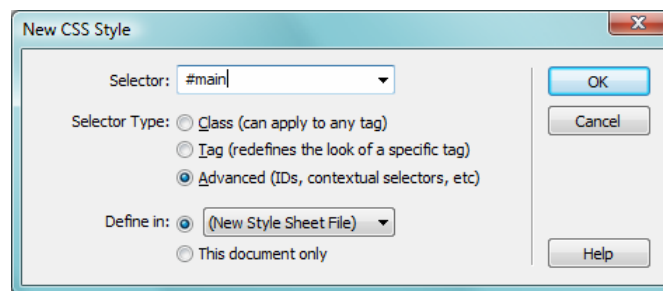 New CSS Style
Selector: #main
OK
Selector Type: Class (can apply to any tag)
Cancel
Tag (redefines the look of a specific tag)
Advanced (IDs, contextual selectors, etc)
Define in: (New Style Sheet File)
This document only
Help